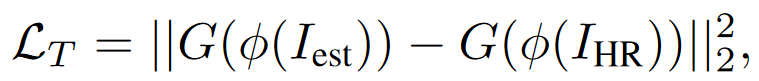 ℒ_T = ||G(ϕ(I_est)) − G(ϕ(I_HR))||_2^2,